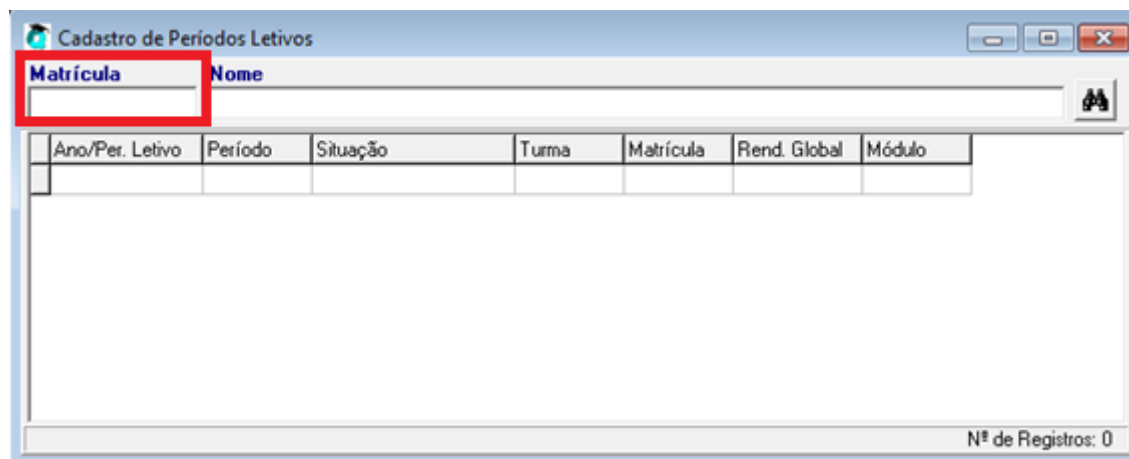 Cadastro de Períodos Letivos
Matrícula Nome
Ano/Per. Letivo Período Situação Turma Matrícula Rend. Global Módulo
Nº de Registros: 0